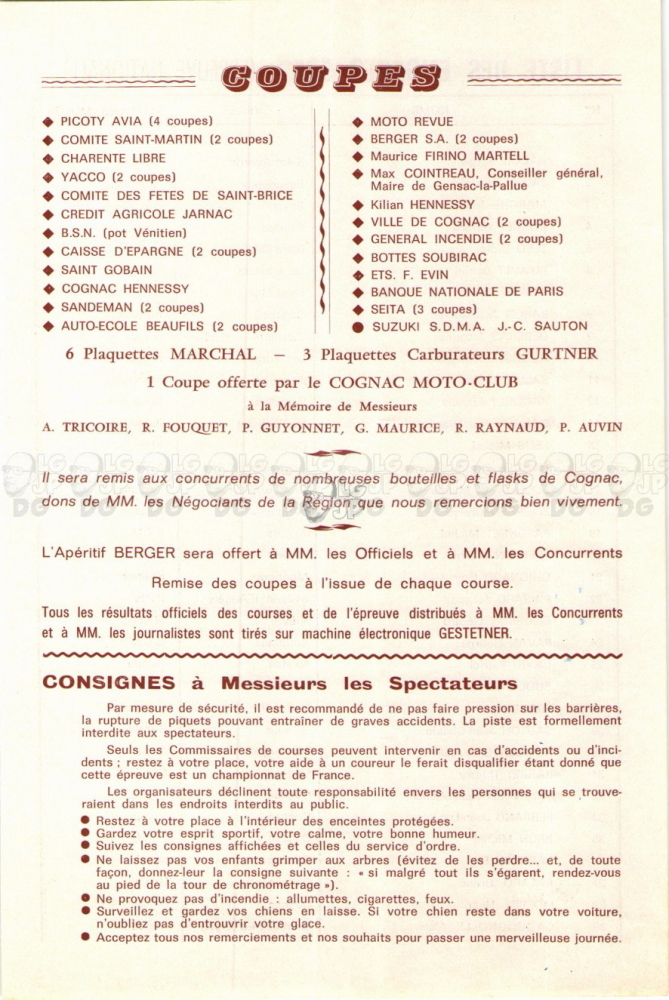 COUPES
◆ PICOTY AVIA (4 coupes)
◆ COMITE SAINT-MARTIN (2 coupes)
◆ CHARENTE LIBRE
◆ YACCO (2 coupes)
◆ COMITE DES FETES DE SAINT-BRICE
◆ CREDIT AGRICOLE JARNAC
◆ B.S.N. (pot Vénitien)
◆ CAISSE D'EPARGNE (2 coupes)
◆ SAINT GOBAIN
◆ COGNAC HENNESSY
◆ SANDEMAN (2 coupes)
◆ AUTO-ECOLE BEAUFILS (2 coupes)
◆ MOTO REVUE
◆ BERGER S.A. (2 coupes)
◆ Maurice FIRINO MARTELL
◆ Max COINTREAU, Conseiller général,
Maire de Gensac-la-Pallue
◆ Kilian HENNESSY
◆ VILLE DE COGNAC (2 coupes)
◆ GENERAL INCENDIE (2 coupes)
◆ BOTTES SOUBIRAC
◆ ETS. F. EVIN
◆ BANQUE NATIONALE DE PARIS
◆ SEITA (3 coupes)
● SUZUKI S.D.M.A. J.-C. SAUTON
6 Plaquettes MARCHAL — 3 Plaquettes Carburateurs GURTNER
1 Coupe offerte par le COGNAC MOTO-CLUB
à la Mémoire de Messieurs
A. TRICOIRE, R. FOUQUET, P. GUYONNET, G. MAURICE, R. RAYNAUD, P. AUVIN
Il sera remis aux concurrents de nombreuses bouteilles et flasks de Cognac,
dons de MM. les Négociants de la Région que nous remercions bien vivement.
L'Apéritif BERGER sera offert à MM. les Officiels et à MM. les Concurrents
Remise des coupes à l'issue de chaque course.
Tous les résultats officiels des courses et de l'épreuve distribués à MM. les Concurrents
et à MM. les journalistes sont tirés sur machine électronique GESTETNER.
CONSIGNES à Messieurs les Spectateurs
Par mesure de sécurité, il est recommandé de ne pas faire pression sur les barrières,
la rupture de piquets pouvant entraîner de graves accidents. La piste est formellement
interdite aux spectateurs.
Seuls les Commissaires de courses peuvent intervenir en cas d'accidents ou d'inci-
dents ; restez à votre place, votre aide à un coureur le ferait disqualifier étant donné que
cette épreuve est un championnat de France.
Les organisateurs déclinent toute responsabilité envers les personnes qui se trouve-
raient dans les endroits interdits au public.
● Restez à votre place à l'intérieur des enceintes protégées.
● Gardez votre esprit sportif, votre calme, votre bonne humeur.
● Suivez les consignes affichées et celles du service d'ordre.
● Ne laissez pas vos enfants grimper aux arbres (évitez de les perdre... et, de toute
façon, donnez-leur la consigne suivante : « si malgré tout ils s'égarent, rendez-vous
au pied de la tour de chronométrage »).
● Ne provoquez pas d'incendie : allumettes, cigarettes, feux.
● Surveillez et gardez vos chiens en laisse. Si votre chien reste dans votre voiture,
n'oubliez pas d'entrouvrir votre glace.
● Acceptez tous nos remerciements et nos souhaits pour passer une merveilleuse journée.